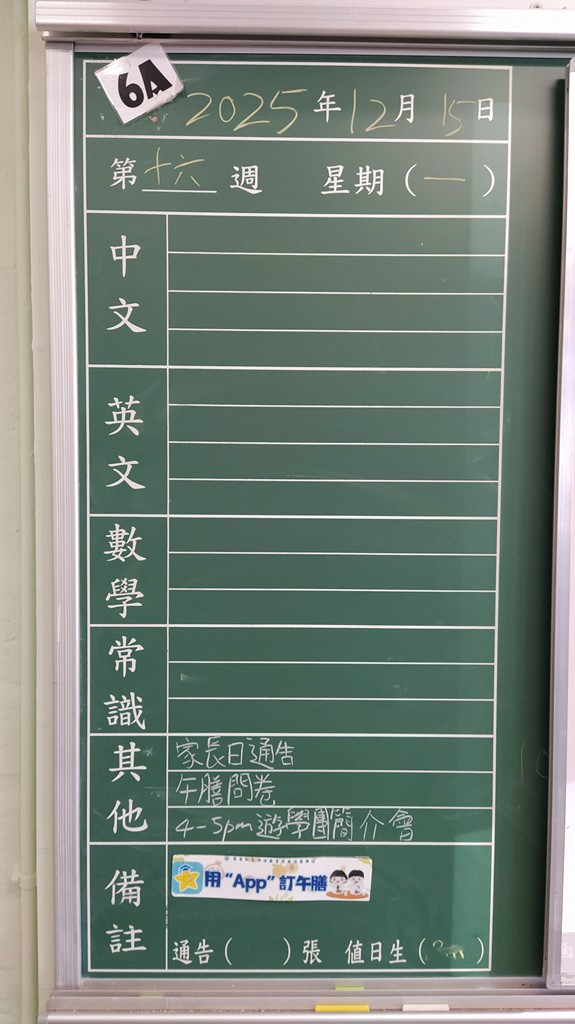 6A
2025年12月15日
第十六週 星期（一）
中文
英文
數學
常識
其他
家長日通告
午膳問卷
4-5pm遊學團簡介會
備註
用“App”訂午膳
通告（ ）張 值日生（ ）